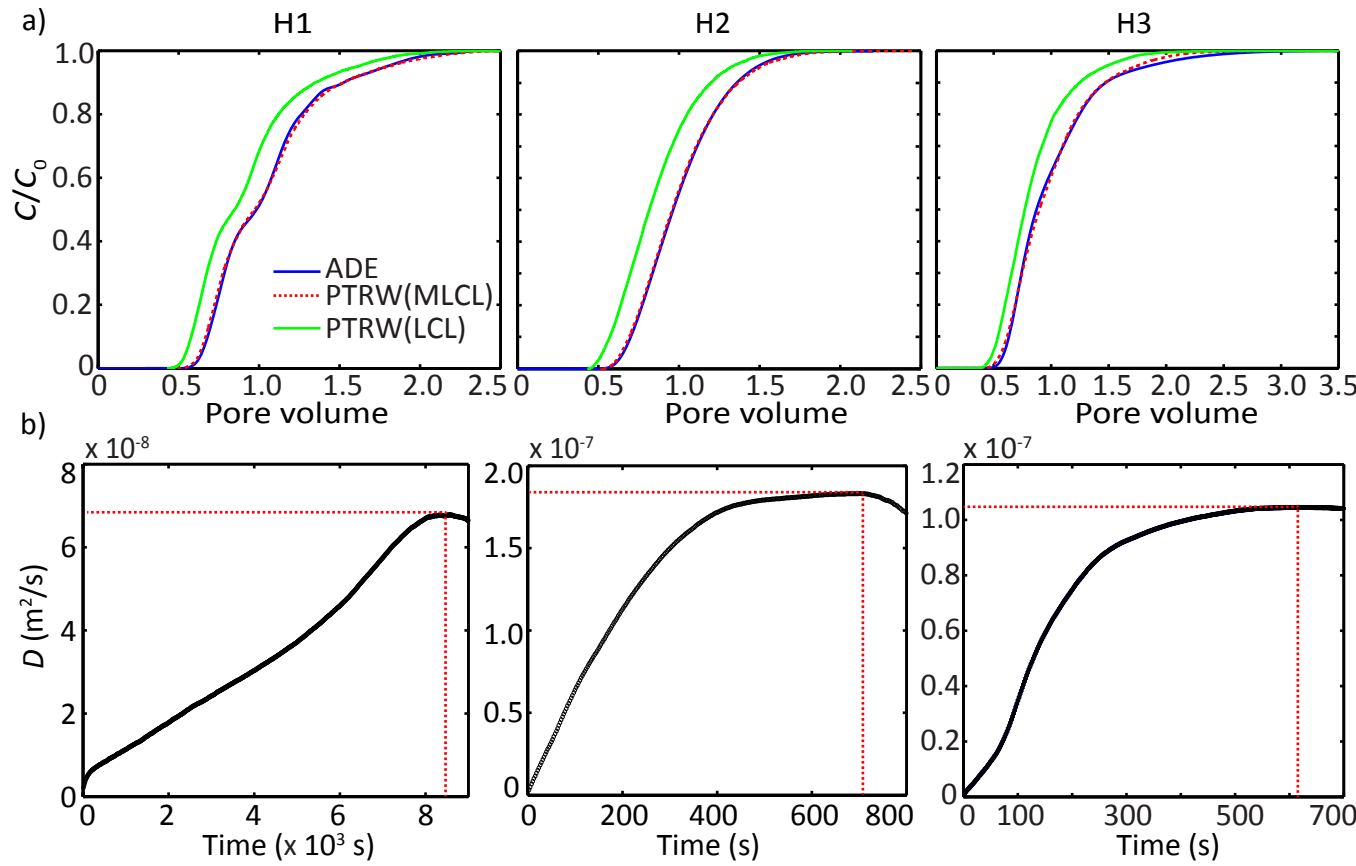 a)
H1 H2 H3
1.0
0.8
0.6
0.4
0.2
0
C/C0
ADE
PTRW(MLCL)
PTRW(LCL)
0 0.5 1.0 1.5 2.0 2.5
0.5 1.0 1.5 2.0 2.5
0.5 1.0 1.5 2.0 2.5 3.0 3.5
Pore volume Pore volume Pore volume
b)
x 10-8 x 10-7 x 10-7
8
6
4
2
0
D (m2/s)
2.0
1.5
1.0
0.5
0
1.2
1.0
0.8
0.6
0.4
0.2
0
0 2 4 6 8
0 200 400 600 800
0 100 300 500 700
Time (x 103 s) Time (s) Time (s)